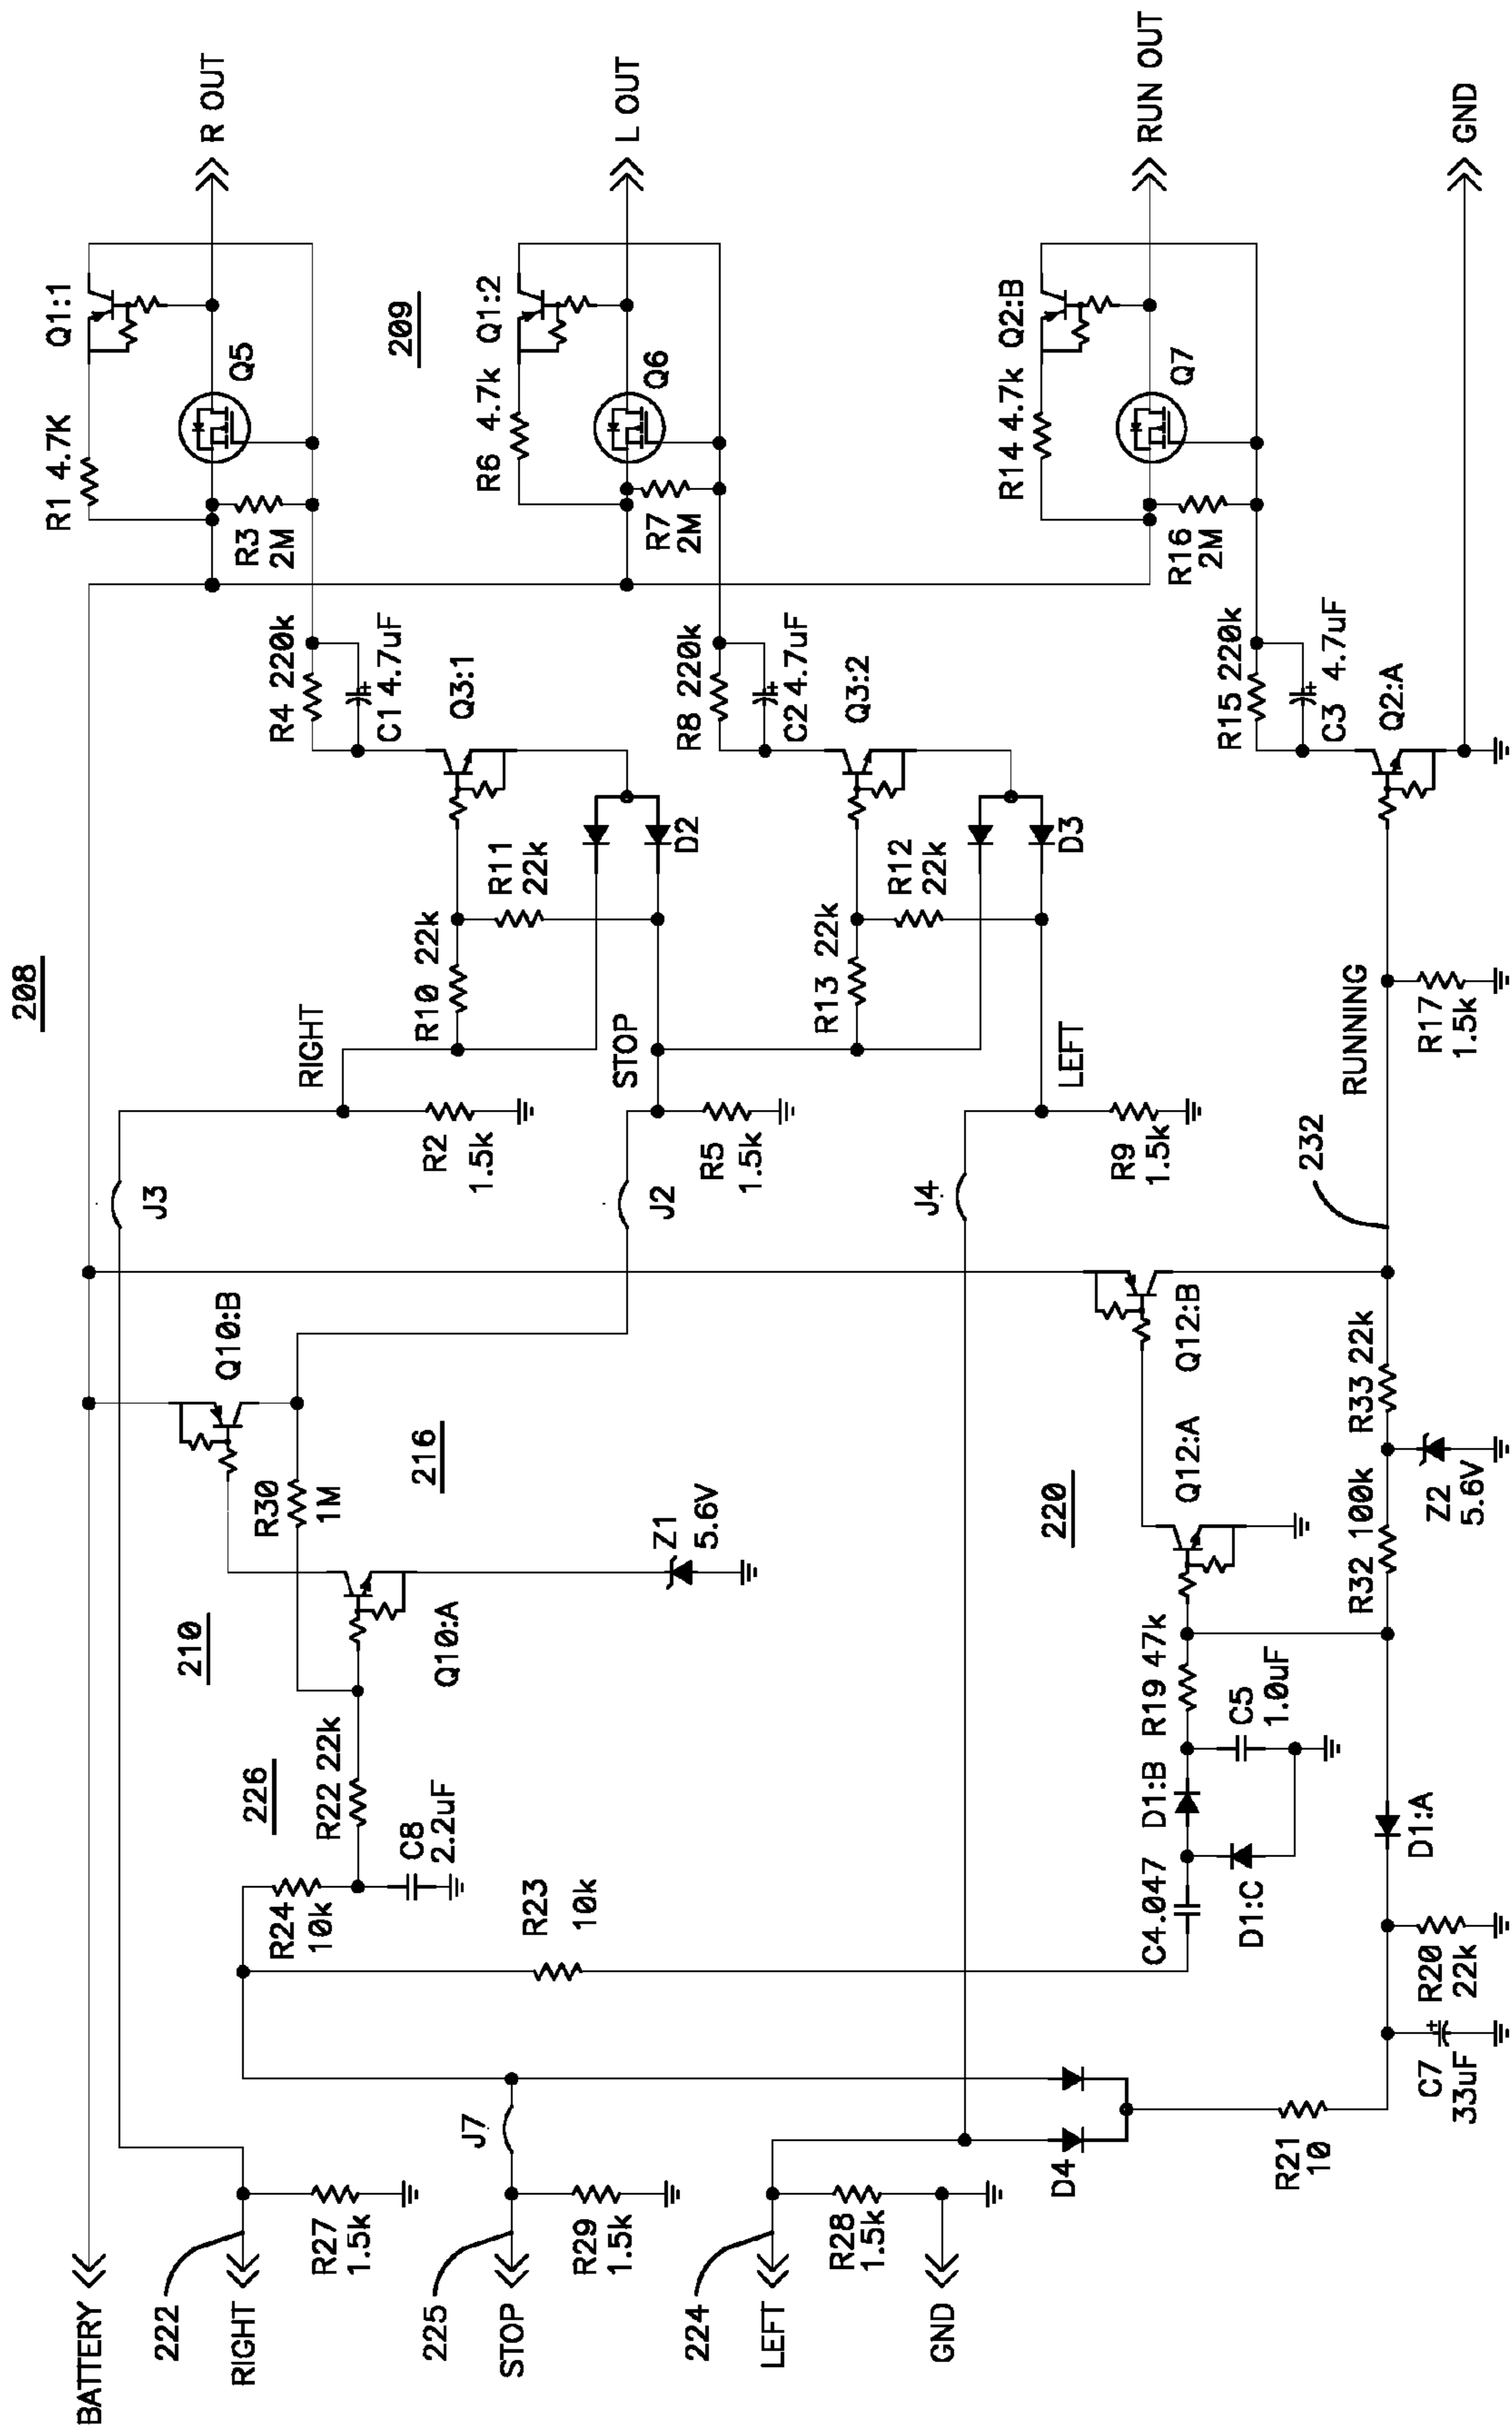 208
BATTERY
222
RIGHT
R27
1.5k
225
STOP
R29
1.5k
224
LEFT
R28
1.5k
GND
J7
D4
R21
10
C7
33uF
R20
22k
D1:A
R24
10k
226
R22 22k
C8
2.2uF
R23
10k
C4.047
D1:B
D1:C
R19 47k
C5
1.0uF
210
Q10:A
R30
1M
Q10:B
216
Z1
5.6V
220
Q12:A
Q12:B
R32 100k
R33 22k
Z2
5.6V
J3
J2
J4
232
RIGHT
R2
1.5k
STOP
R5
1.5k
LEFT
R9
1.5k
RUNNING
R17
1.5k
R10 22k
R11
22k
D2
R13 22k
R12
22k
D3
R4 220k
C1 4.7uF
Q3:1
R8 220k
C2 4.7uF
Q3:2
R15 220k
C3 4.7uF
Q2:A
R1 4.7K
Q1:1
R3
2M
Q5
R OUT
209
R6 4.7k
Q1:2
R7
2M
Q6
L OUT
R14 4.7k
Q2:B
R16
2M
Q7
RUN OUT
GND